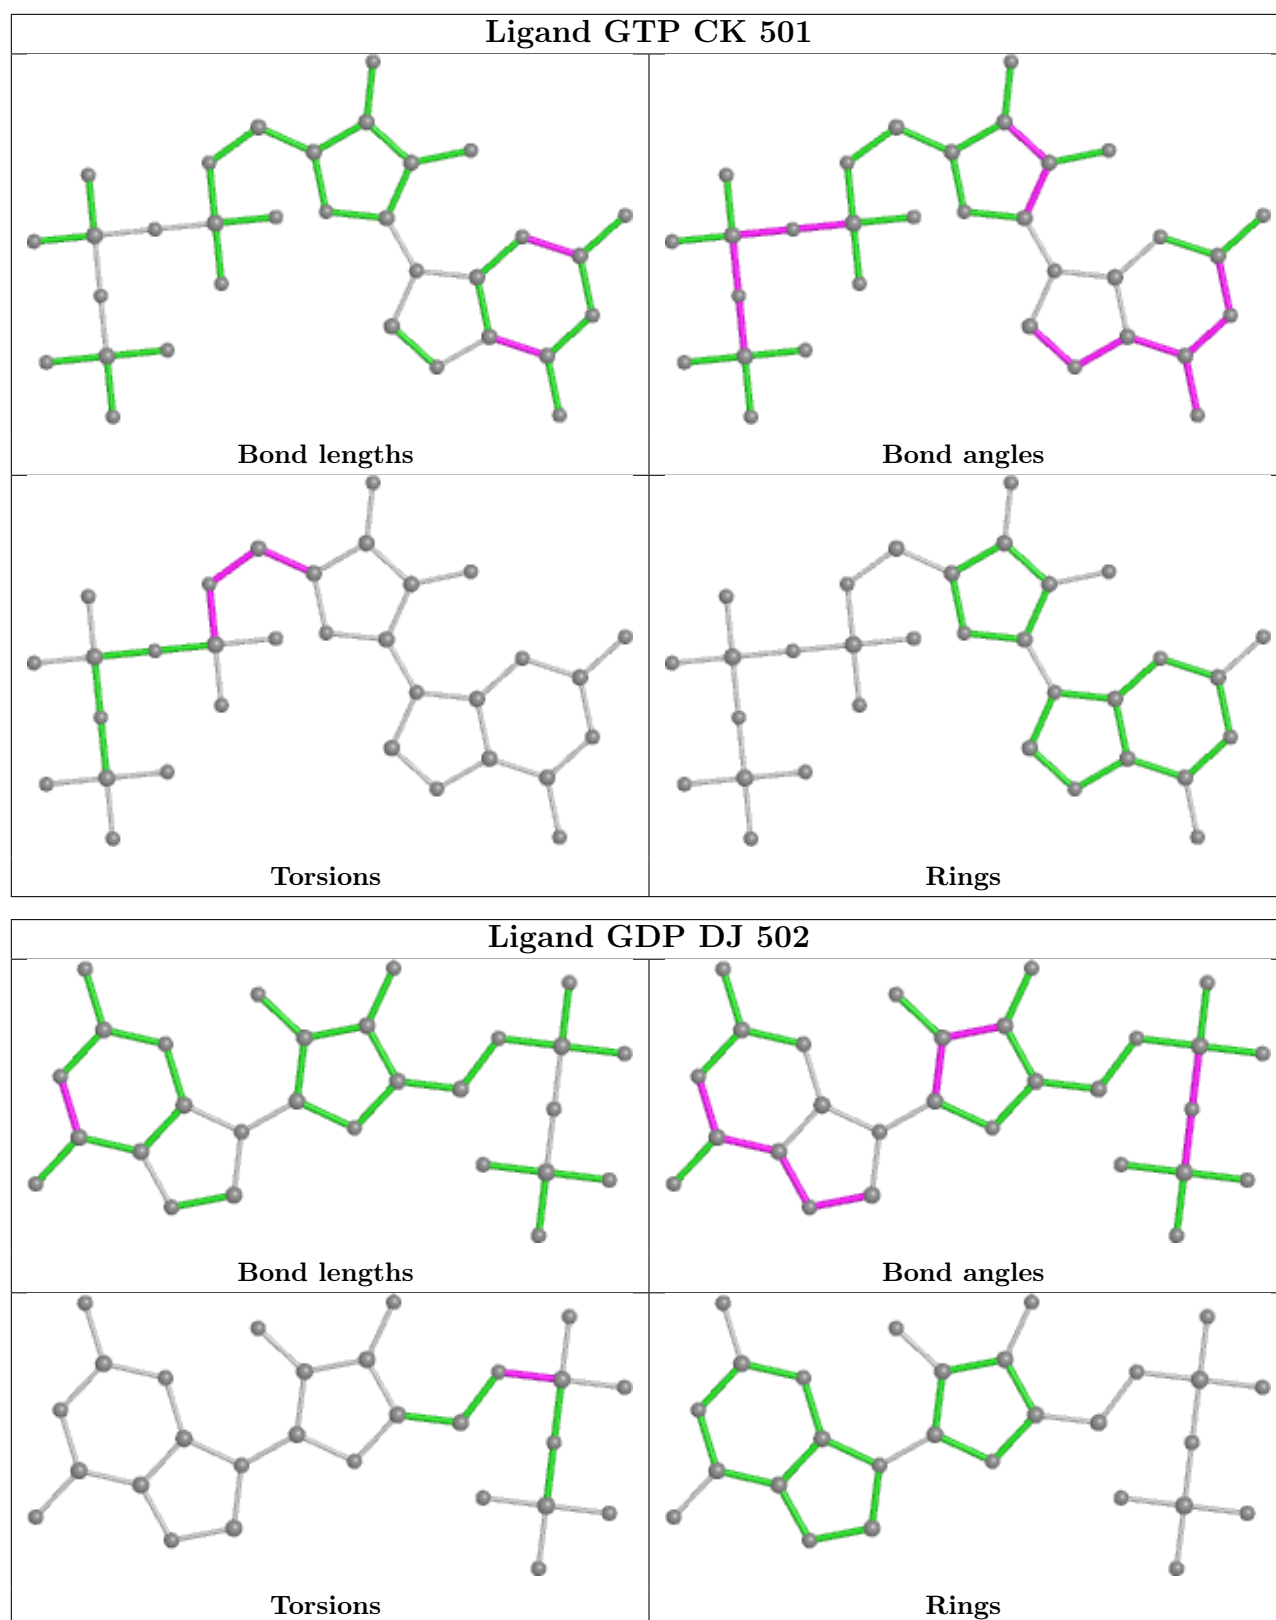 Ligand GTP CK 501
Bond lengths
Bond angles
Torsions
Rings
Ligand GDP DJ 502
Bond lengths
Bond angles
Torsions
Rings